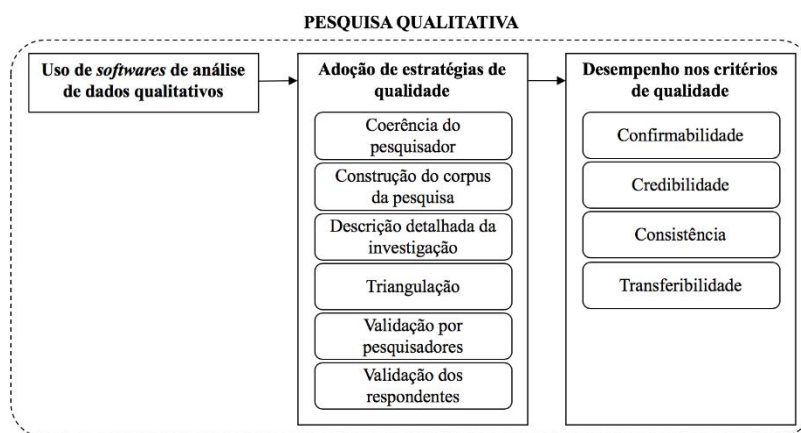 PESQUISA QUALITATIVA
Uso de softwares de análise
de dados qualitativos
Adoção de estratégias de
qualidade
Coerência do
pesquisador
Construção do corpus
da pesquisa
Descrição detalhada da
investigação
Triangulação
Validação por
pesquisadores
Validação dos
respondentes
Desempenho nos critérios
de qualidade
Confirmabilidade
Credibilidade
Consistência
Transferibilidade